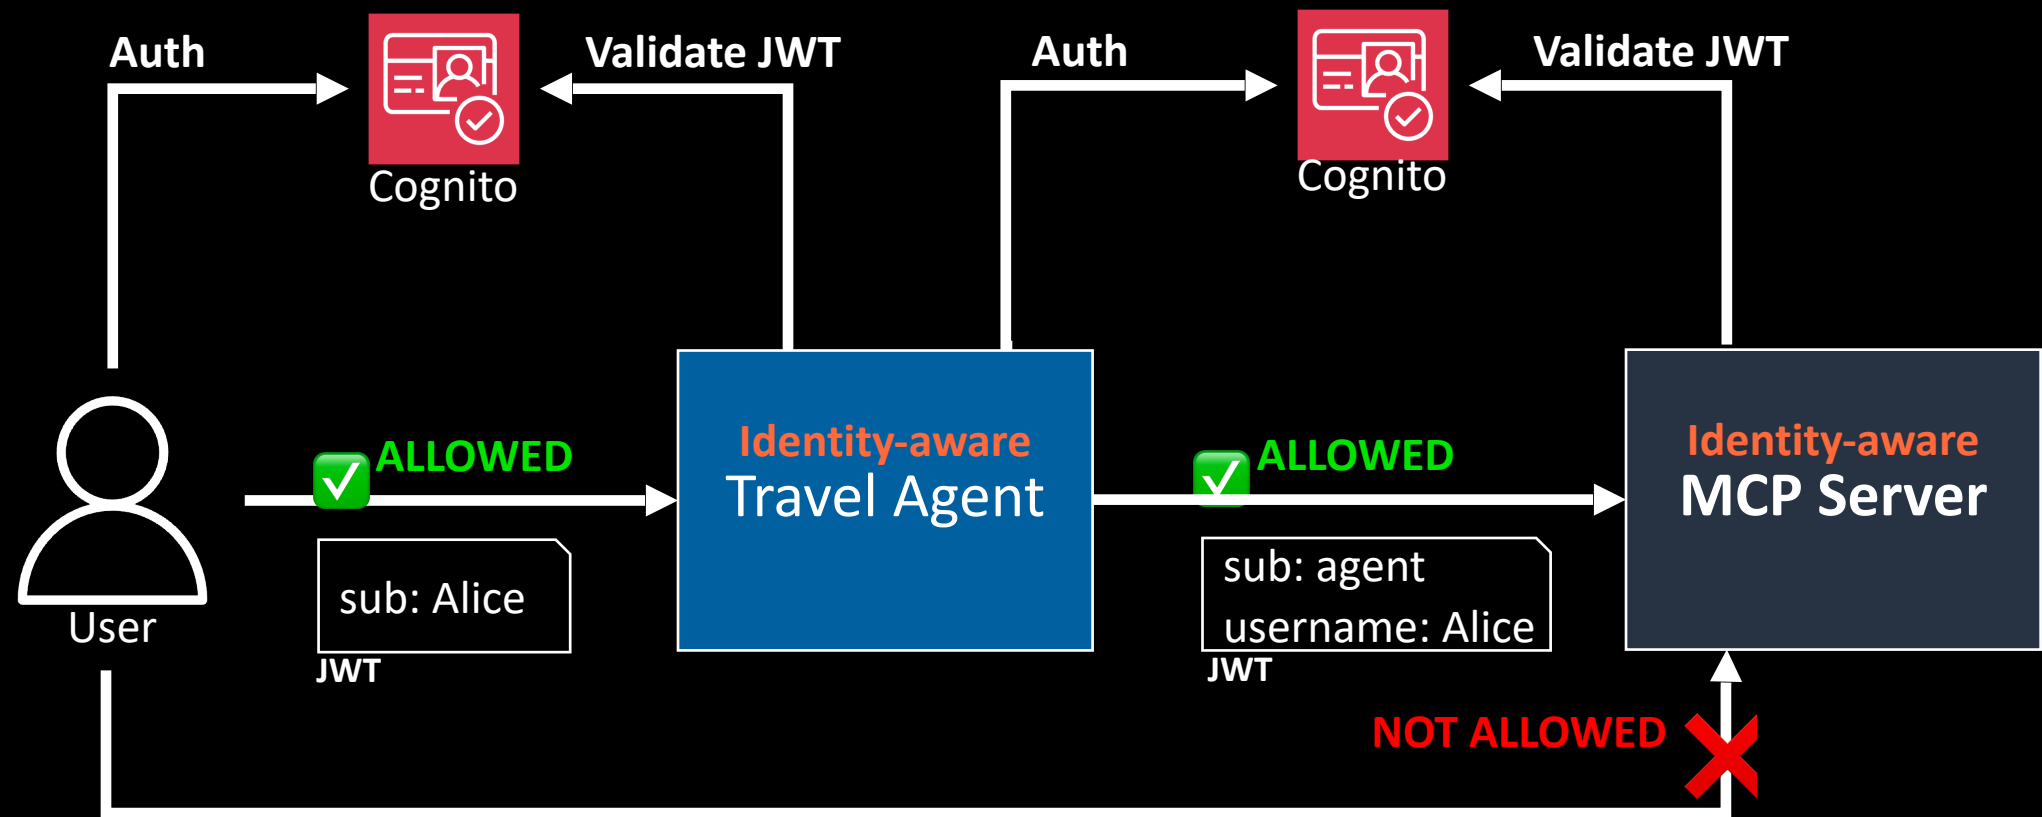 Auth
Validate JWT
Auth
Validate JWT
Cognito
Cognito
ALLOWED
Identity-aware
Travel Agent
ALLOWED
Identity-aware
MCP Server
User
sub: Alice
JWT
sub: agent
username: Alice
JWT
NOT ALLOWED